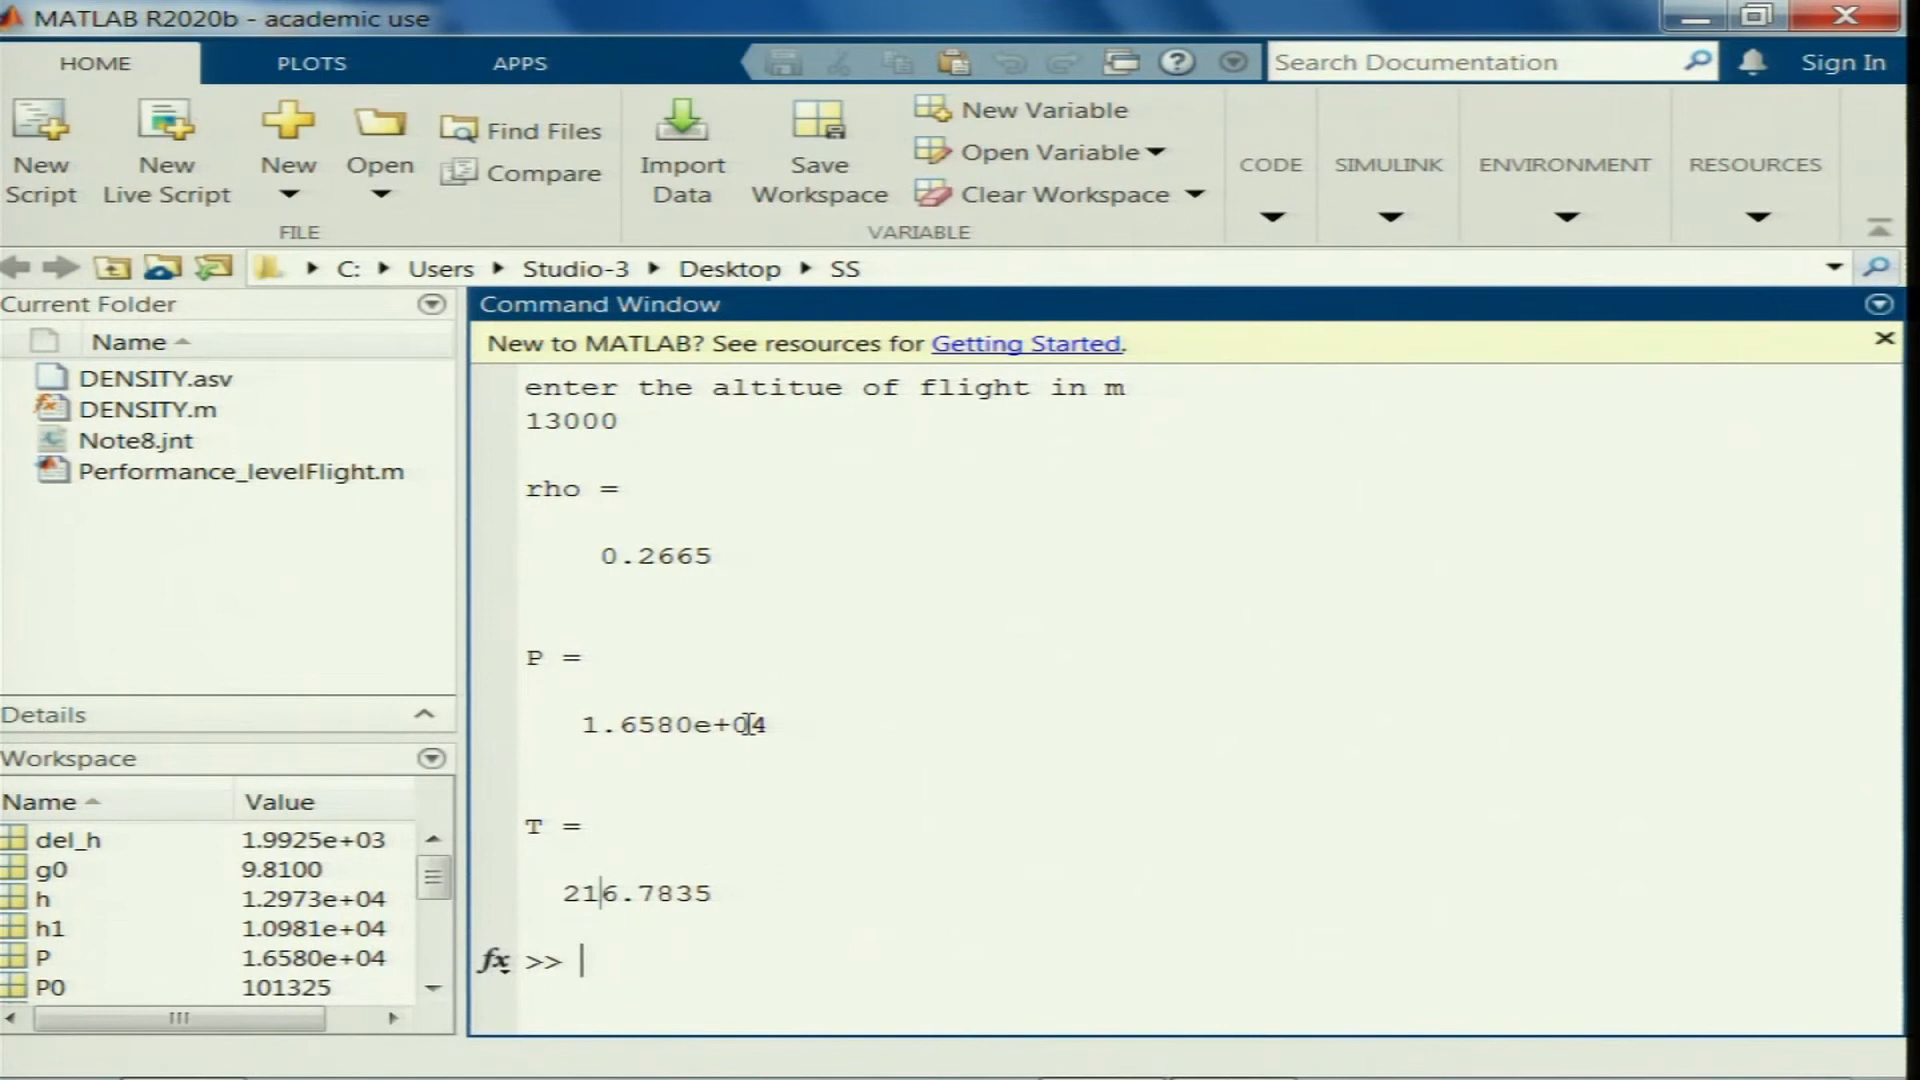 MATLAB R2020b - academic use
HOME
PLOTS
APPS
Search Documentation
Sign In
New Script
New Live Script
New
Open
Find Files
Compare
FILE
Import Data
Save Workspace
New Variable
Open Variable
Clear Workspace
VARIABLE
CODE
SIMULINK
ENVIRONMENT
RESOURCES
C: Users Studio-3 Desktop SS
Current Folder
Name
DENSITY.asv
DENSITY.m
Note8.jnt
Performance_levelFlight.m
Details
Workspace
Name Value
del_h 1.9925e+03
g0 9.8100
h 1.2973e+04
h1 1.0981e+04
P 1.6580e+04
P0 101325
Command Window
New to MATLAB? See resources for Getting Started.
enter the altitue of flight in m
13000
rho =
0.2665
P =
1.6580e+04
T =
216.7835
fx >>